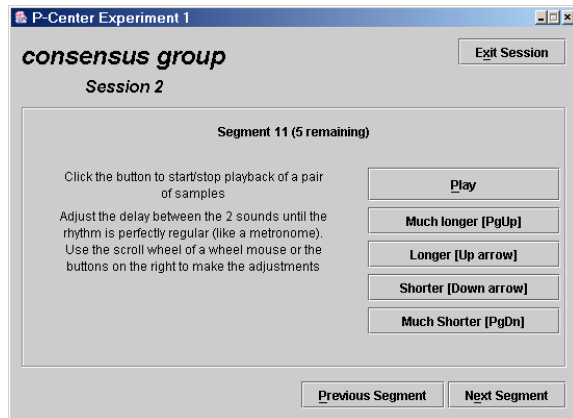 P-Center Experiment 1
consensus group
Exit Session
Session 2
Segment 11 (5 remaining)
Click the button to start/stop playback of a pair
of samples
Adjust the delay between the 2 sounds until the
rhythm is perfectly regular (like a metronome).
Use the scroll wheel of a wheel mouse or the
buttons on the right to make the adjustments
Play
Much longer [PgUp]
Longer [Up arrow]
Shorter [Down arrow]
Much Shorter [PgDn]
Previous Segment
Next Segment